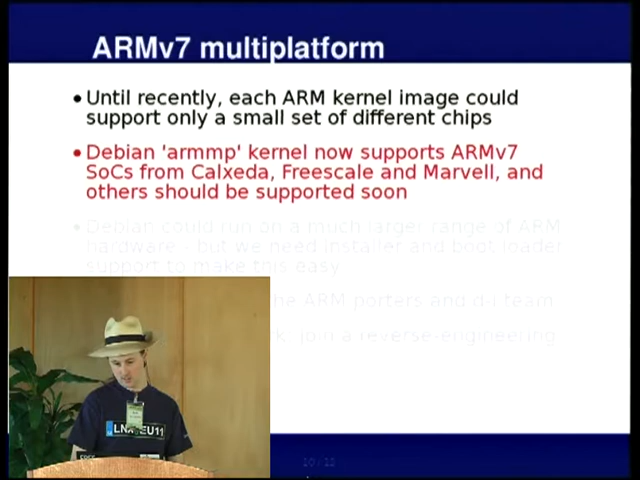 ARMv7 multiplatform
• Until recently, each ARM kernel image could
support only a small set of different chips
• Debian 'armmp' kernel now supports ARMv7
SoCs from Calxeda, Freescale and Marvell, and
others should be supported soon
• Debian could run on a much larger range of ARM
hardware - but we need installer and boot loader
support to make this easy
the ARM porters and d-i team
join a reverse-engineering
10 / 13